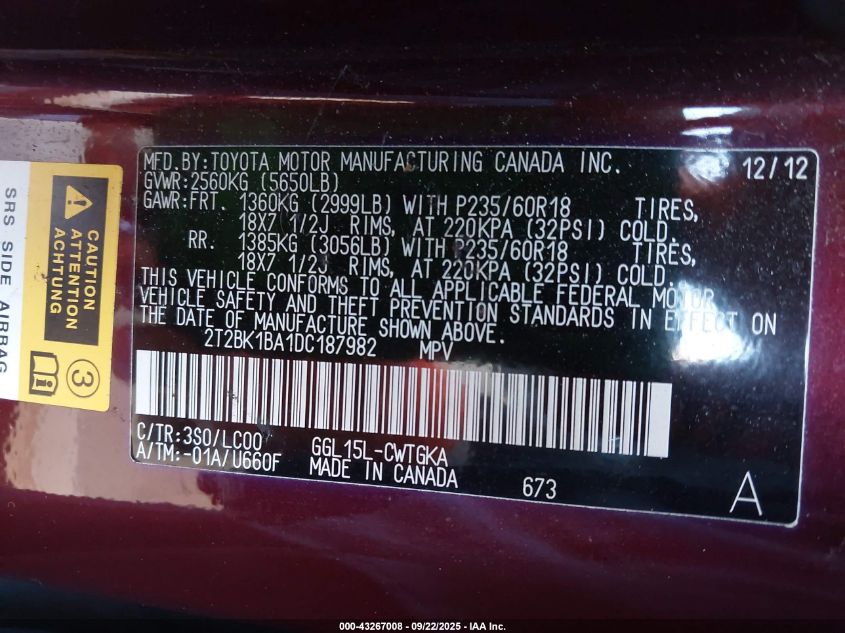 MFD.BY:TOYOTA MOTOR MANUFACTURING CANADA INC. 12/12
GVWR:2560KG (5650LB)
GAWR:FRT. 1360KG (2999LB) WITH P235/60R18 TIRES,
18X7 1/2J RIMS, AT 220KPA (32PSI) COLD.
RR. 1385KG (3056LB) WITH P235/60R18 TIRES,
18X7 1/2J RIMS, AT 220KPA (32PSI) COLD.
THIS VEHICLE CONFORMS TO ALL APPLICABLE FEDERAL MOTOR
VEHICLE SAFETY AND THEFT PREVENTION STANDARDS IN EFFECT ON
THE DATE OF MANUFACTURE SHOWN ABOVE.
2T2BK1BA1DC187982 MPV
C/TR:3S0/LC00 GGL15L-CWTGKA
A/TM:-01A/U660F MADE IN CANADA
673
A
SRS SIDE AIRBAG
CAUTION
ATTENTION
ACHTUNG
3
000-43267008 - 09/22/2025 - IAA Inc.